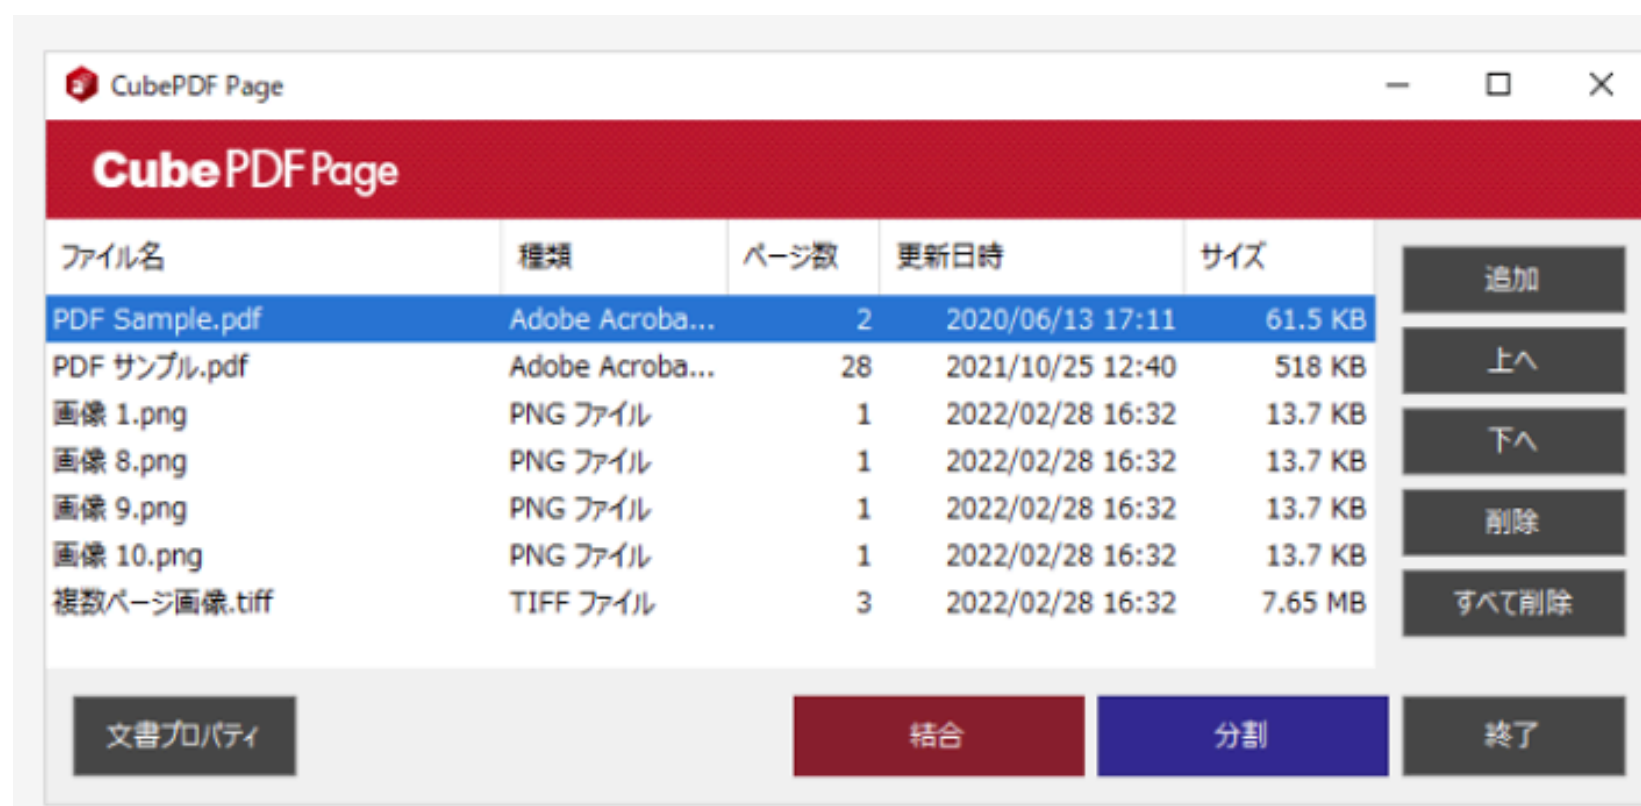 CubePDF Page
CubePDF Page
ファイル名 種類 ページ数 更新日時 サイズ
PDF Sample.pdf Adobe Acroba... 2 2020/06/13 17:11 61.5 KB
PDF サンプル.pdf Adobe Acroba... 28 2021/10/25 12:40 518 KB
画像 1.png PNG ファイル 1 2022/02/28 16:32 13.7 KB
画像 8.png PNG ファイル 1 2022/02/28 16:32 13.7 KB
画像 9.png PNG ファイル 1 2022/02/28 16:32 13.7 KB
画像 10.png PNG ファイル 1 2022/02/28 16:32 13.7 KB
複数ページ画像.tiff TIFF ファイル 3 2022/02/28 16:32 7.65 MB
追加
上へ
下へ
削除
すべて削除
文書プロパティ 結合 分割 終了